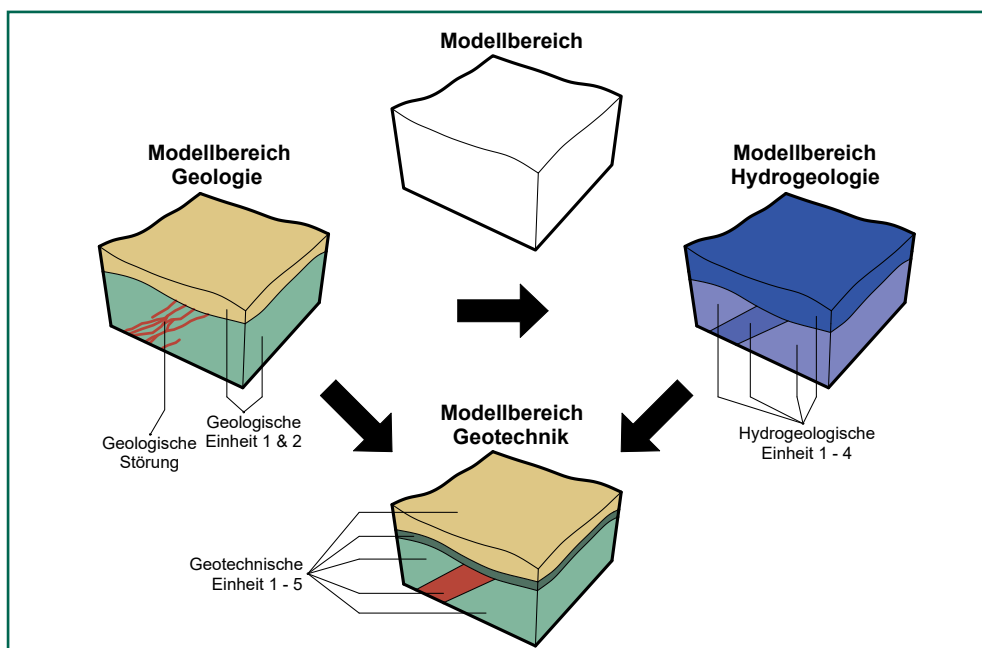 Modellbereich
Modellbereich
Geologie
Modellbereich
Hydrogeologie
Geologische
Störung
Geologische
Einheit 1 & 2
Modellbereich
Geotechnik
Hydrogeologische
Einheit 1 - 4
Geotechnische
Einheit 1 - 5